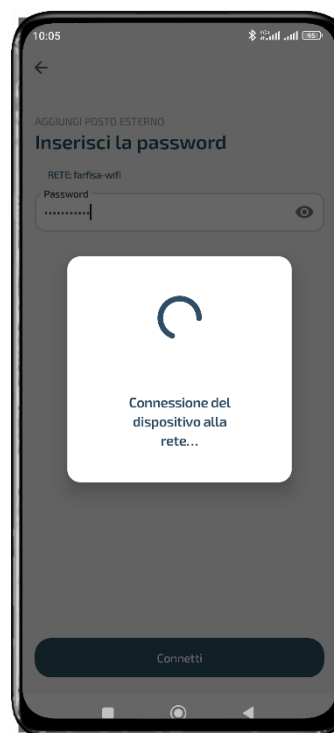 10:05
AGGIUNGI POSTO ESTERNO
Inserisci la password
RETE: farfisa-wifi
Password
Connessione del
dispositivo alla
rete...
Connetti